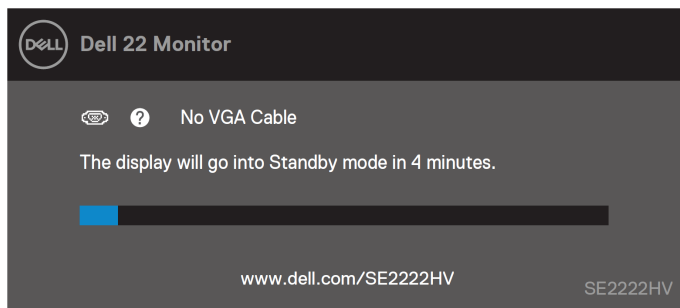 DELL
Dell 22 Monitor
? No VGA Cable
The display will go into Standby mode in 4 minutes.
www.dell.com/SE2222HV
SE2222HV